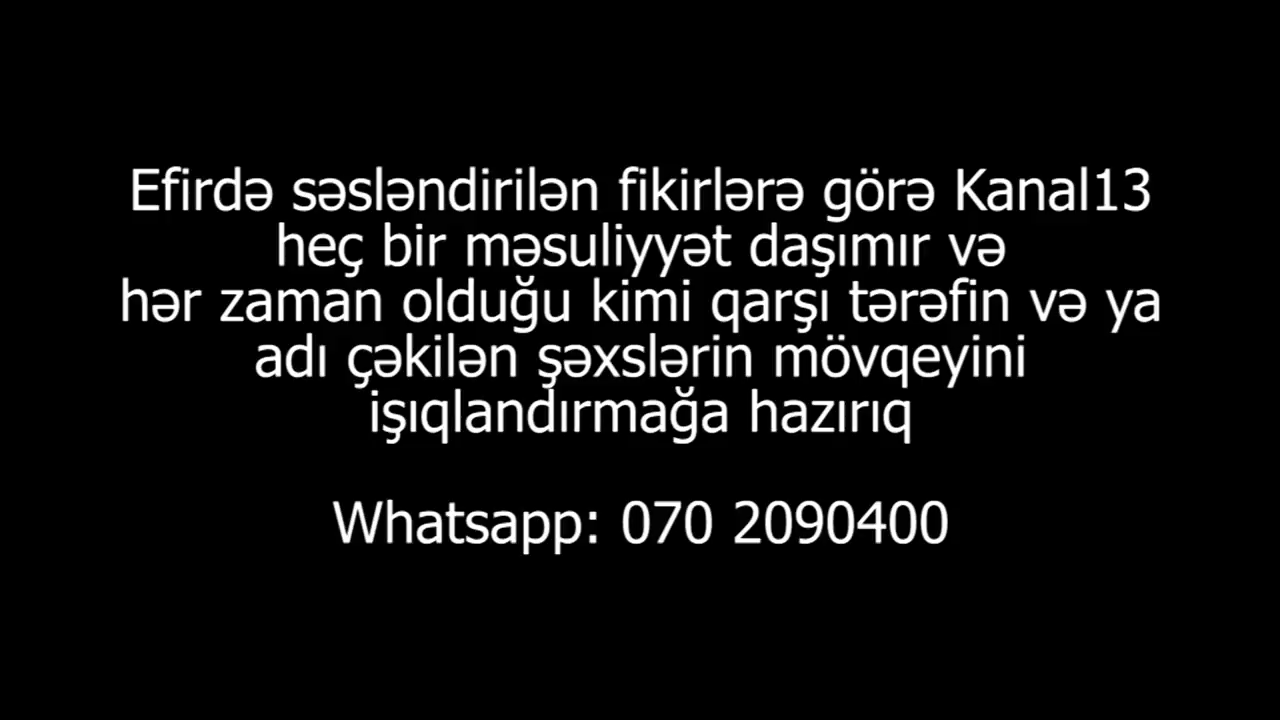 Efirdə səsləndirilən fikirlərə görə Kanal13
heç bir məsuliyyət daşımır və
hər zaman olduğu kimi qarşı tərəfin və ya
adı çəkilən şəxslərin mövqeyini
işıqlandırmağa hazırıq
Whatsapp: 070 2090400